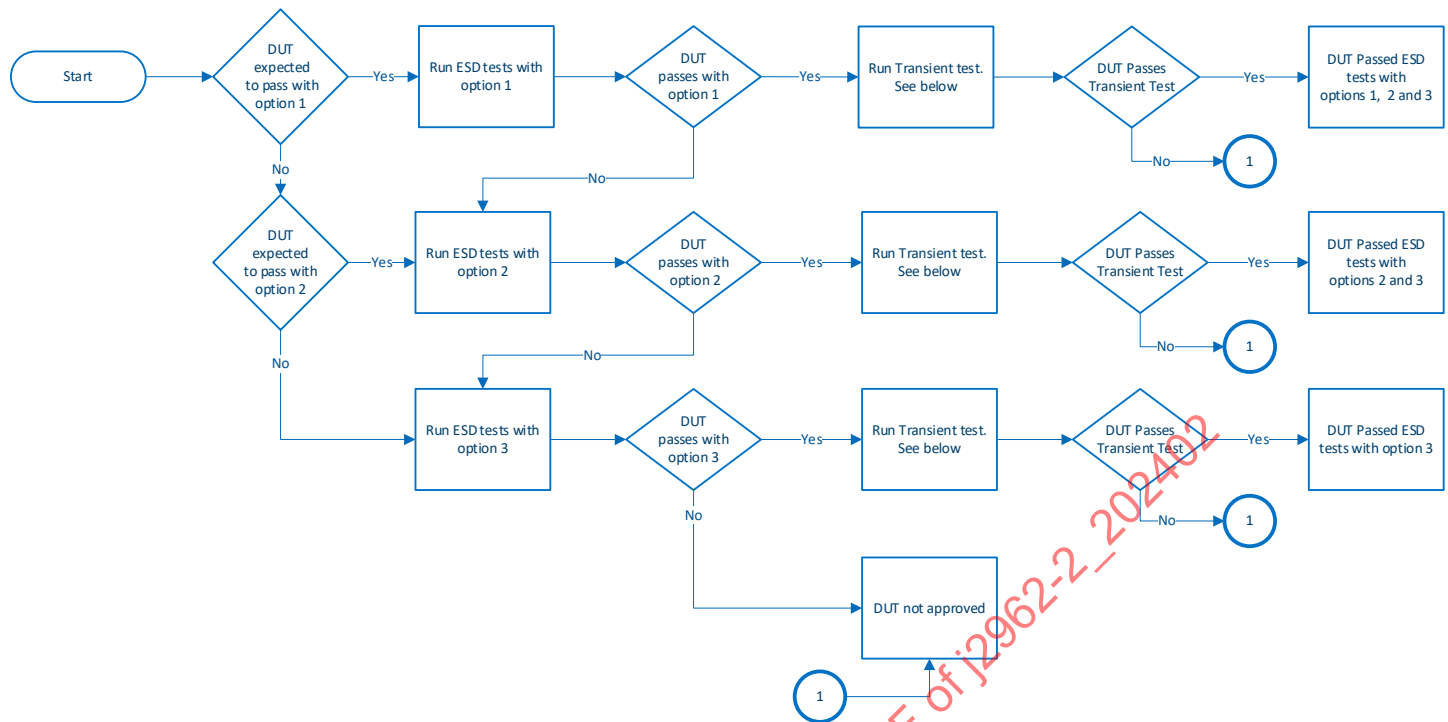 Start
DUT
expected
to pass with
option 1
Yes
Run ESD tests with
option 1
DUT
passes with
option 1
Yes
Run Transient test.
See below
DUT Passes
Transient Test
Yes
DUT Passed ESD
tests with
options 1, 2 and 3
No
1
No
No
DUT
expected
to pass with
option 2
Yes
Run ESD tests with
option 2
DUT
passes with
option 2
Yes
Run Transient test.
See below
DUT Passes
Transient Test
Yes
DUT Passed ESD
tests with
options 2 and 3
No
1
No
No
Run ESD tests with
option 3
DUT
passes with
option 3
Yes
Run Transient test.
See below
DUT Passes
Transient Test
Yes
DUT Passed ESD
tests with option 3
No
1
No
DUT not approved
1
of j2962-2_202402